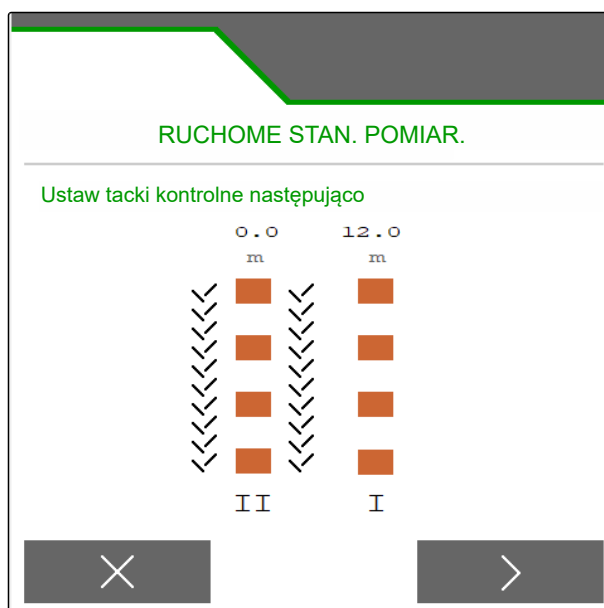 RUCHOME STAN. POMIAR.
Ustaw tacki kontrolne następująco
0.0 12.0
m m
II I